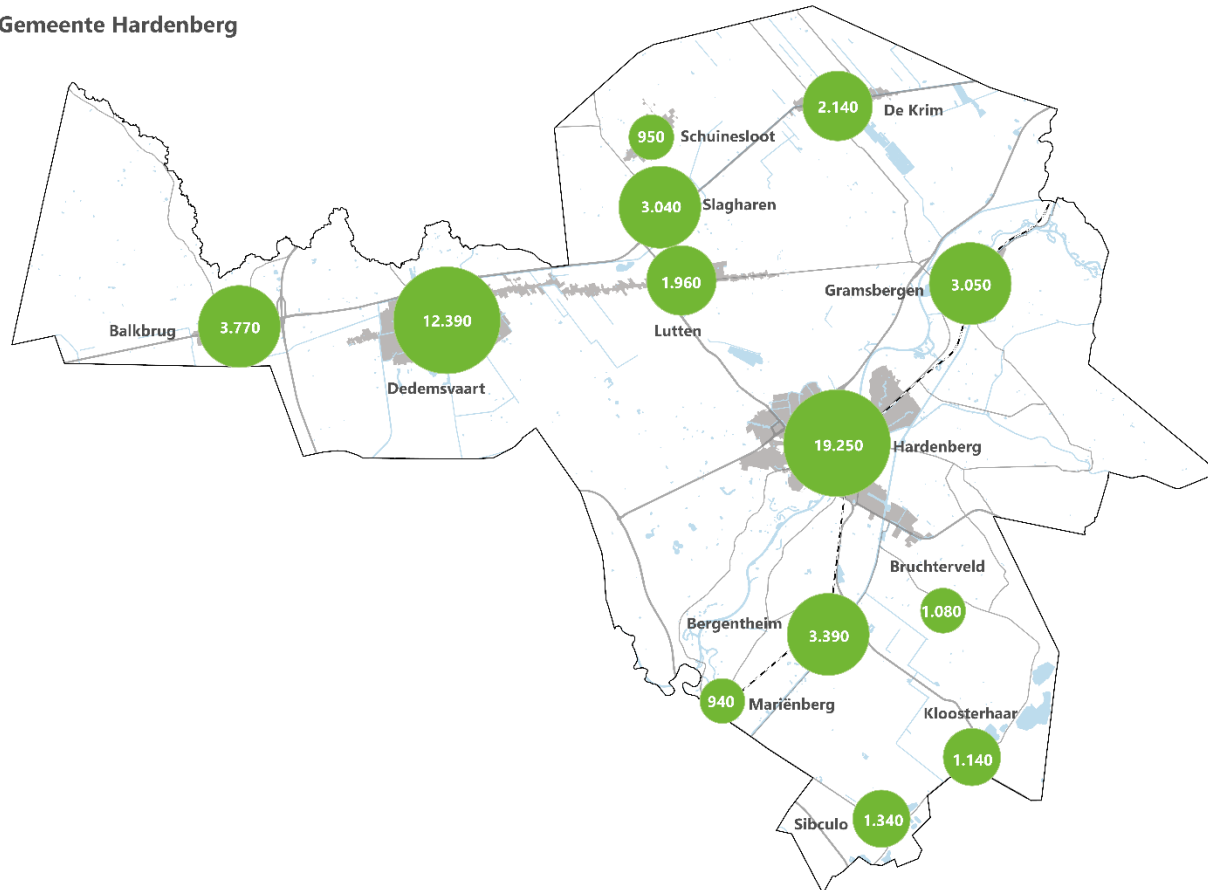 Gemeente Hardenberg
2.140
De Krim
950
Schuinesloot
3.040
Slagharen
1.960
Lutten
Gramsbergen
3.050
Balkbrug
3.770
12.390
Dedemsvaart
19.250
Hardenberg
Bruchterveld
1.080
Bergentheim
3.390
940
Mariënberg
Kloosterhaar
1.140
Sibculo
1.340